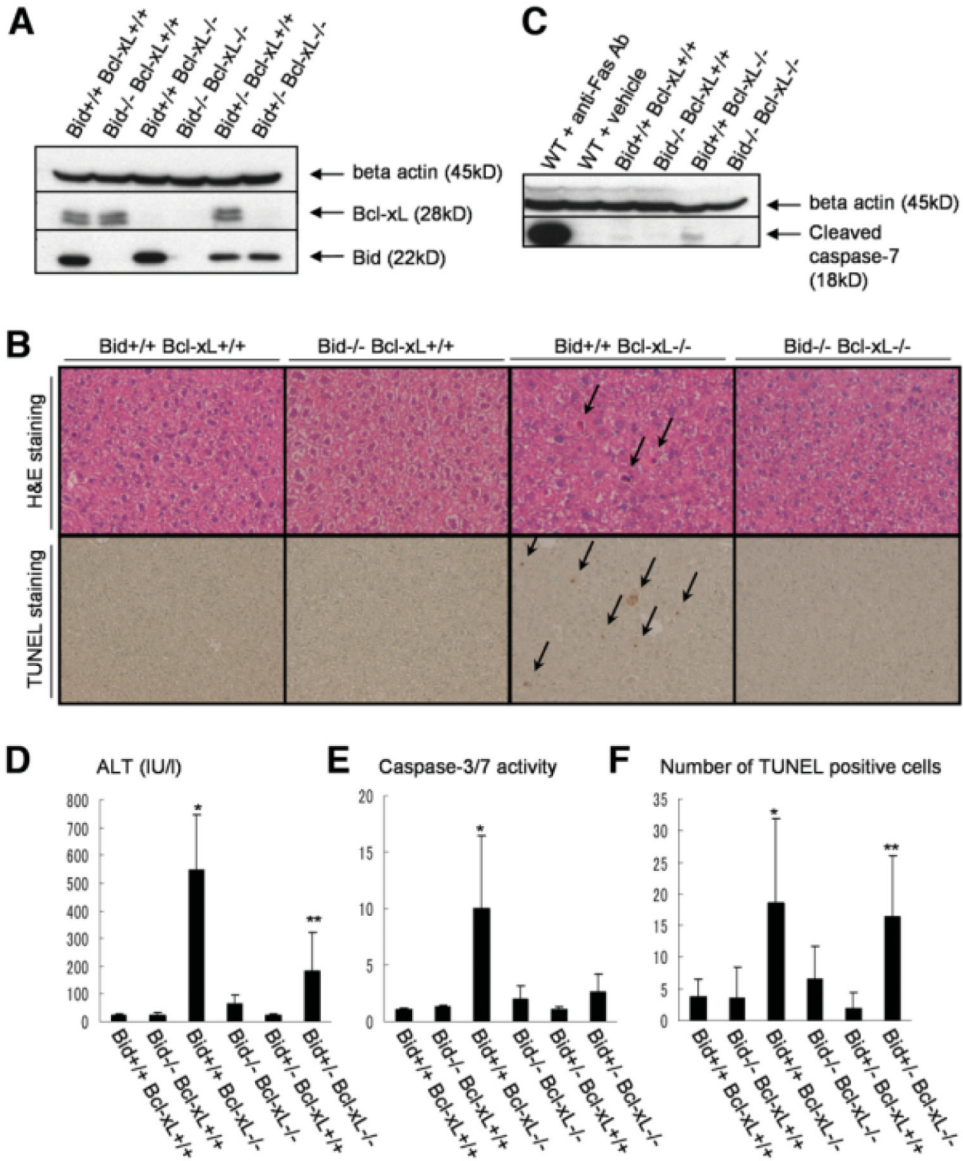 A
Bid+/+ Bcl-xL+/+
Bid-/- Bcl-xL+/+
Bid+/+ Bcl-xL-/-
Bid-/- Bcl-xL-/-
Bid+/- Bcl-xL+/+
Bid+/- Bcl-xL-/-
beta actin (45kD)
Bcl-xL (28kD)
Bid (22kD)
C
WT + anti-Fas Ab
WT + vehicle
Bid+/+ Bcl-xL+/+
Bid-/- Bcl-xL+/+
Bid+/+ Bcl-xL-/-
Bid-/- Bcl-xL-/-
beta actin (45kD)
Cleaved
caspase-7
(18kD)
B
Bid+/+ Bcl-xL+/+
Bid-/- Bcl-xL+/+
Bid+/+ Bcl-xL-/-
Bid-/- Bcl-xL-/-
H&E staining
TUNEL staining
D
ALT (IU/l)
800
700
600
500
400
300
200
100
0
*
**
Bid+/+ Bcl-xL+/+
Bid-/- Bcl-xL+/+
Bid+/+ Bcl-xL-/-
Bid-/- Bcl-xL-/-
Bid+/- Bcl-xL+/+
Bid+/- Bcl-xL-/-
E
Caspase-3/7 activity
20
15
10
5
0
*
Bid+/+ Bcl-xL+/+
Bid-/- Bcl-xL+/+
Bid+/+ Bcl-xL-/-
Bid-/- Bcl-xL-/-
Bid+/- Bcl-xL+/+
Bid+/- Bcl-xL-/-
F
Number of TUNEL positive cells
35
30
25
20
15
10
5
0
*
**
Bid+/+ Bcl-xL+/+
Bid-/- Bcl-xL+/+
Bid+/+ Bcl-xL-/-
Bid-/- Bcl-xL-/-
Bid+/- Bcl-xL+/+
Bid+/- Bcl-xL-/-